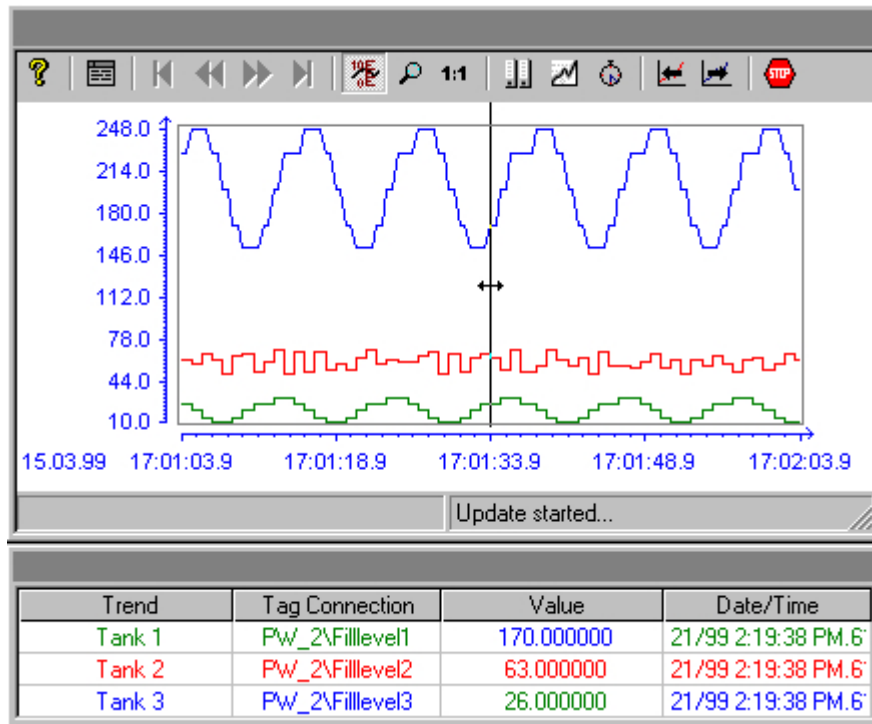 1:1 STOP
248.0
214.0
180.0
146.0
112.0
78.0
44.0
10.0
15.03.99 17:01:03.9 17:01:18.9 17:01:33.9 17:01:48.9 17:02:03.9
Update started...
Trend Tag Connection Value Date/Time
Tank 1 PW_2\Filllevel1 170.000000 21/99 2:19:38 PM.6
Tank 2 PW_2\Filllevel2 63.000000 21/99 2:19:38 PM.6
Tank 3 PW_2\Filllevel3 26.000000 21/99 2:19:38 PM.6